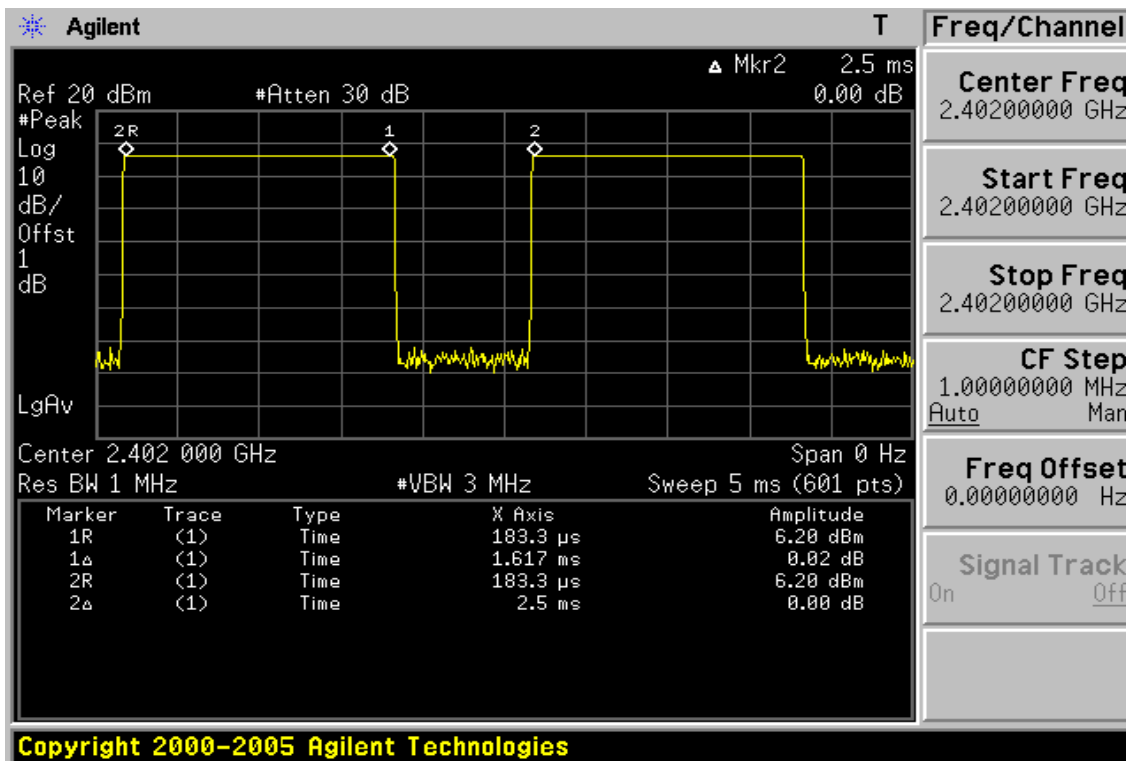 Agilent T
Freq/Channel
△ Mkr2 2.5 ms
Ref 20 dBm #Atten 30 dB 0.00 dB
#Peak
Log
10
dB/
Offst
1
dB
LgAv
2R 1 2
Center 2.402 000 GHz Span 0 Hz
Res BW 1 MHz #VBW 3 MHz Sweep 5 ms (601 pts)
Marker Trace Type X Axis Amplitude
1R (1) Time 183.3 µs 6.20 dBm
1△ (1) Time 1.617 ms 0.02 dB
2R (1) Time 183.3 µs 6.20 dBm
2△ (1) Time 2.5 ms 0.00 dB
Center Freq
2.40200000 GHz
Start Freq
2.40200000 GHz
Stop Freq
2.40200000 GHz
CF Step
1.00000000 MHz
Auto Man
Freq Offset
0.00000000 Hz
Signal Track
On Off
Copyright 2000-2005 Agilent Technologies